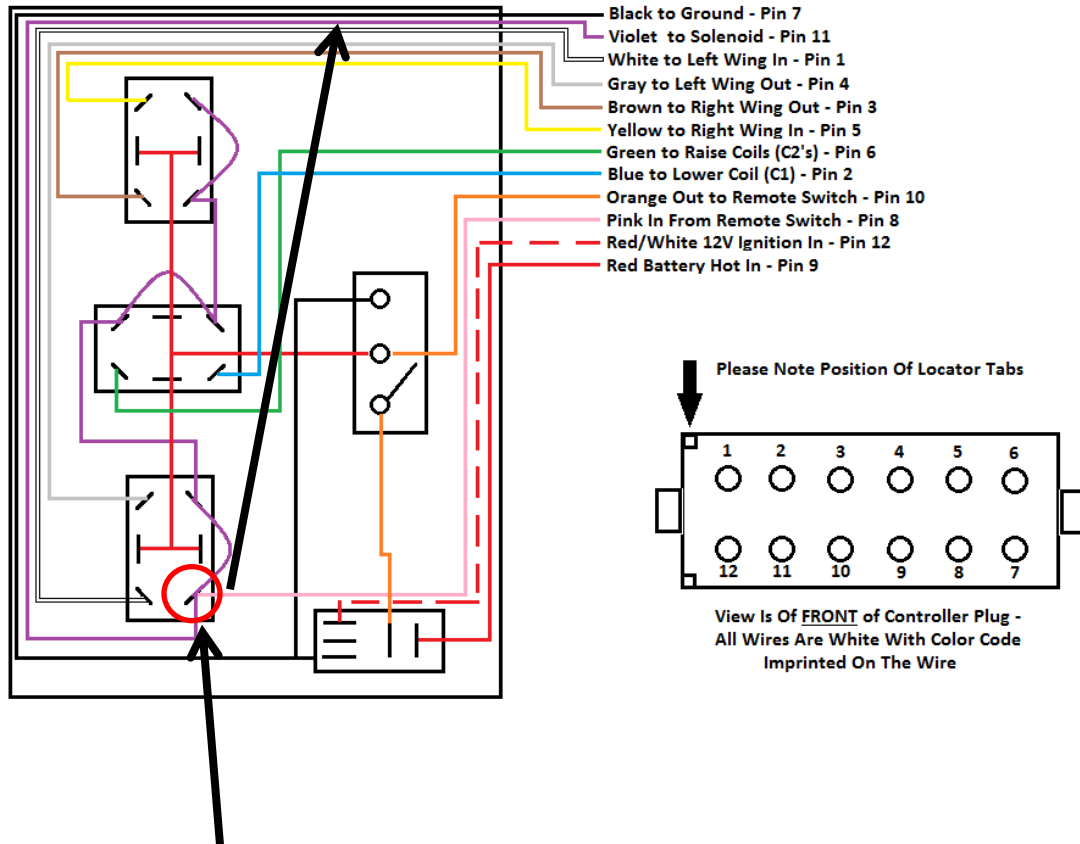 Black to Ground - Pin 7
Violet to Solenoid - Pin 11
White to Left Wing In - Pin 1
Gray to Left Wing Out - Pin 4
Brown to Right Wing Out - Pin 3
Yellow to Right Wing In - Pin 5
Green to Raise Coils (C2's) - Pin 6
Blue to Lower Coil (C1) - Pin 2
Orange Out to Remote Switch - Pin 10
Pink In From Remote Switch - Pin 8
Red/White 12V Ignition In - Pin 12
Red Battery Hot In - Pin 9
Please Note Position Of Locator Tabs
1 2 3 4 5 6
12 11 10 9 8 7
View Is Of FRONT of Controller Plug -
All Wires Are White With Color Code
Imprinted On The Wire